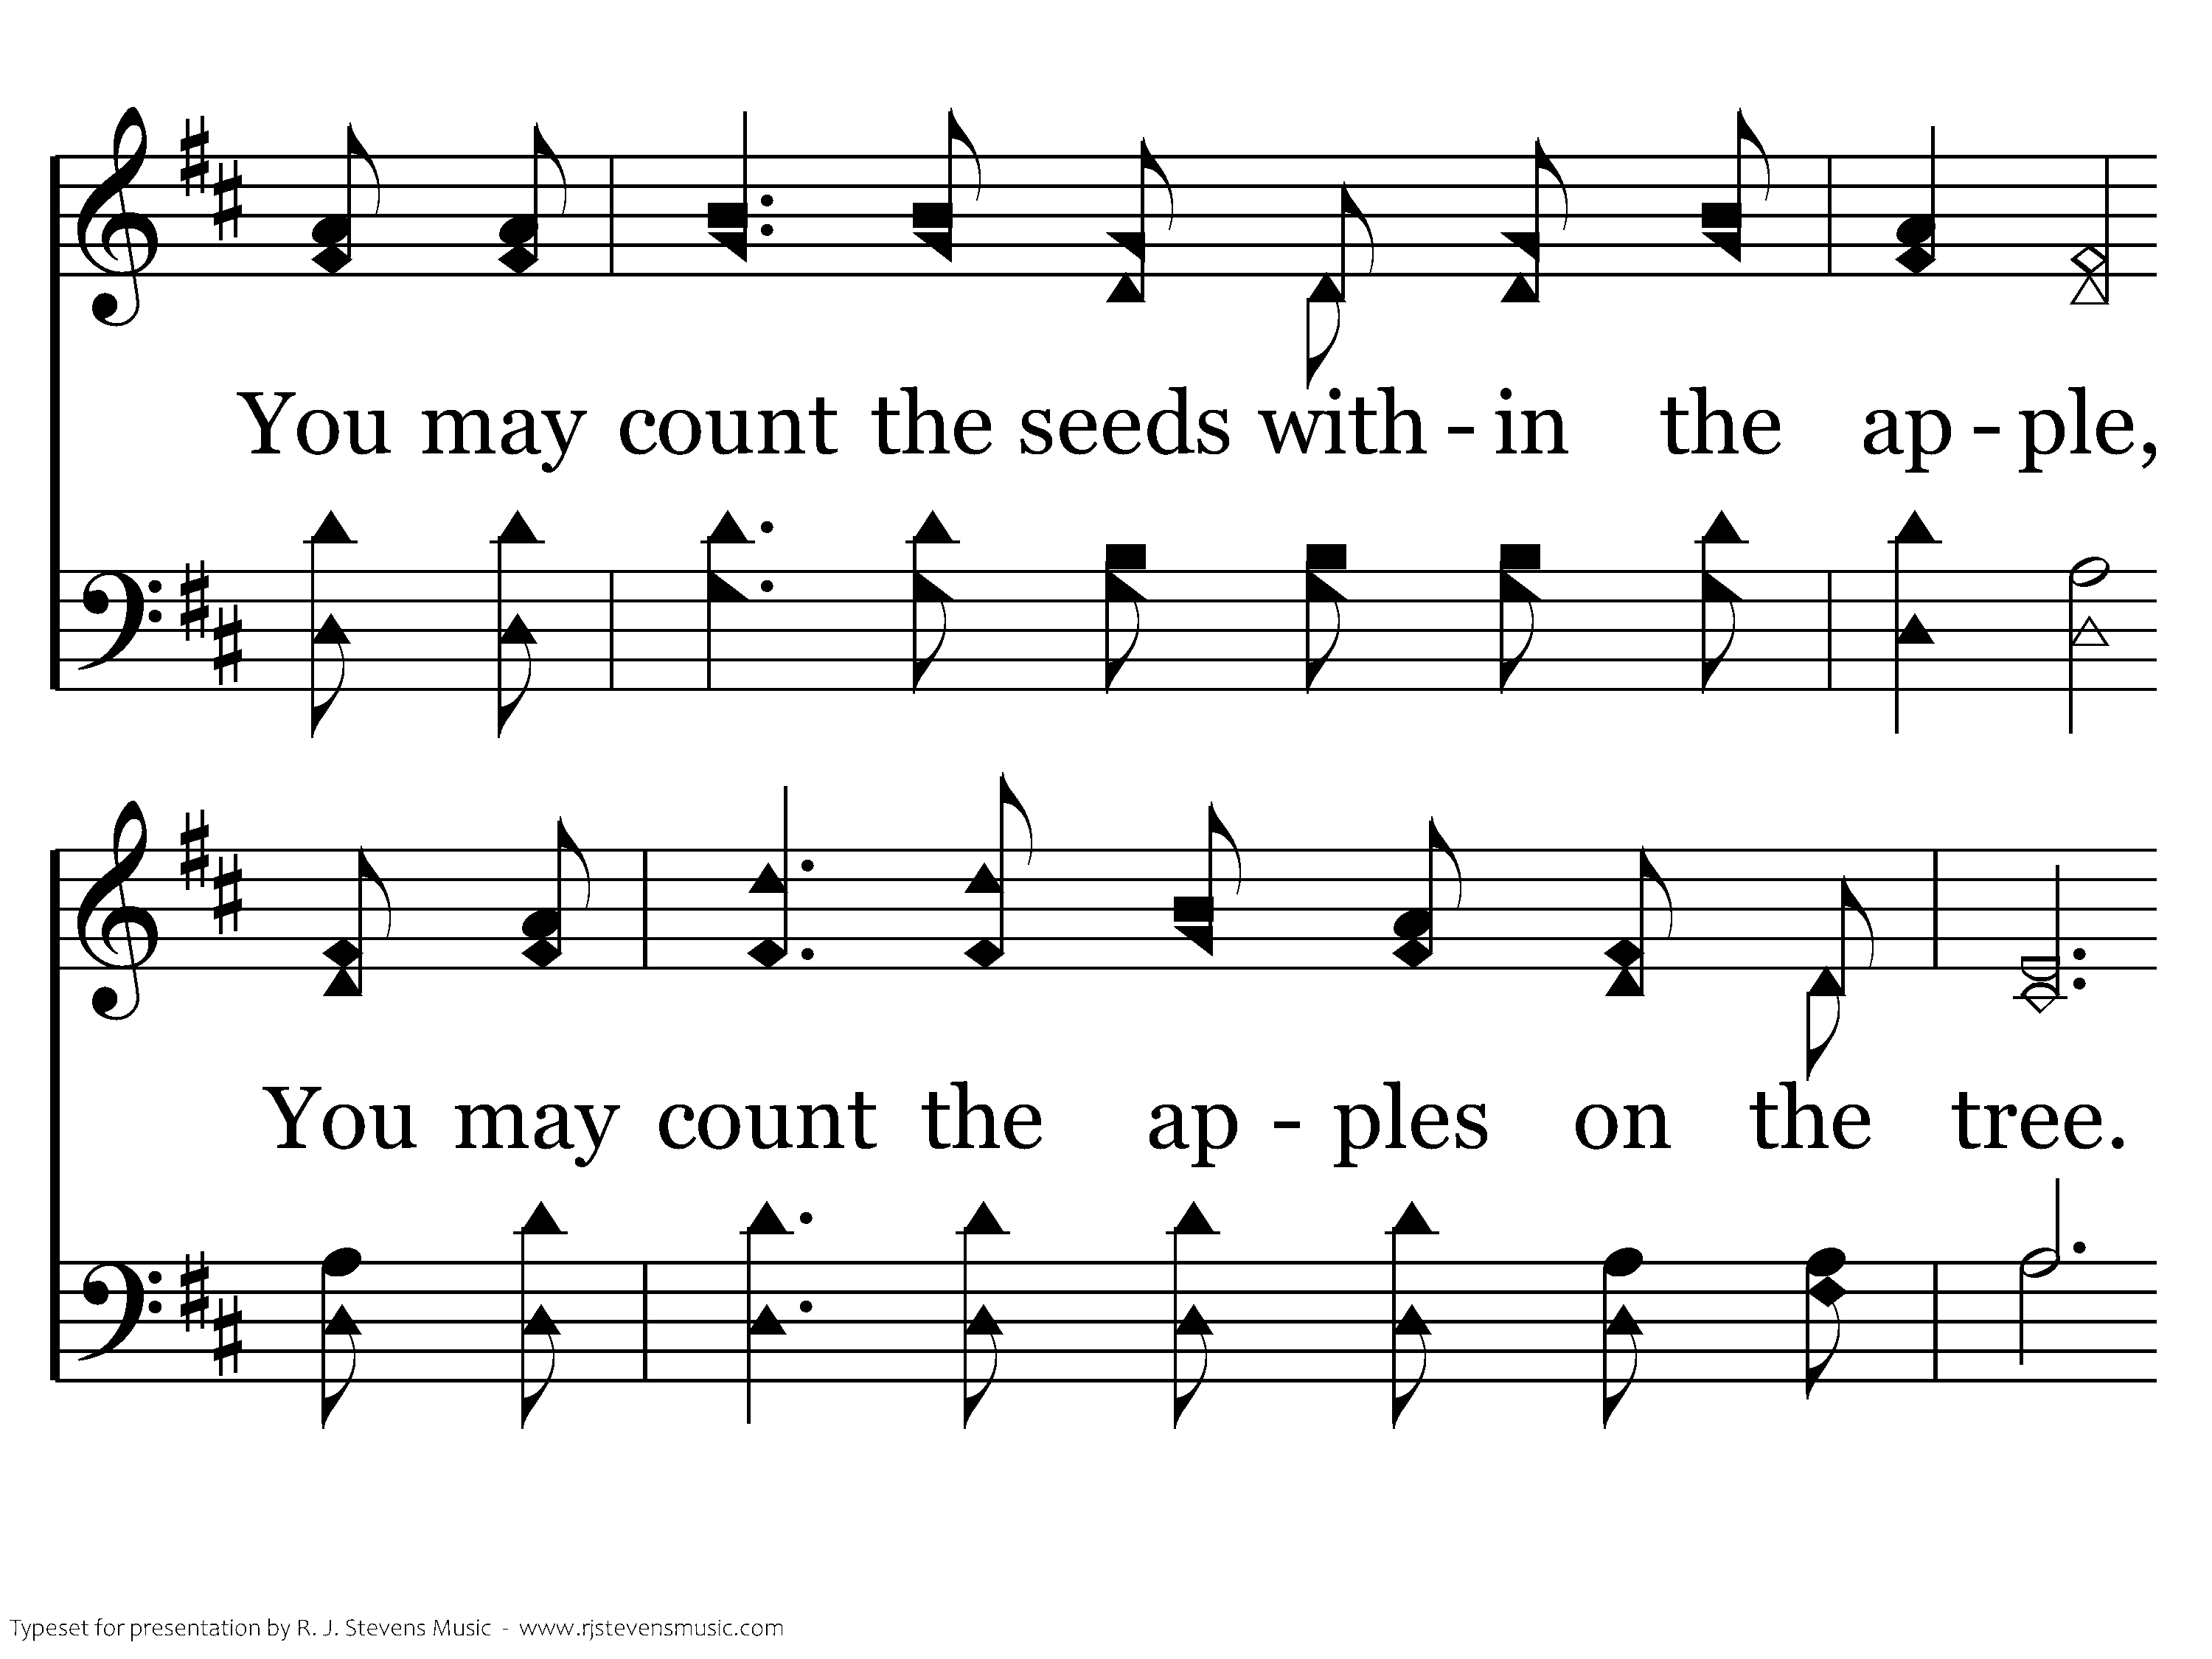 You may count the seeds with - in the ap - ple,
You may count the ap - ples on the tree.
Typeset for presentation by R. J. Stevens Music - www.rjstevensmusic.com